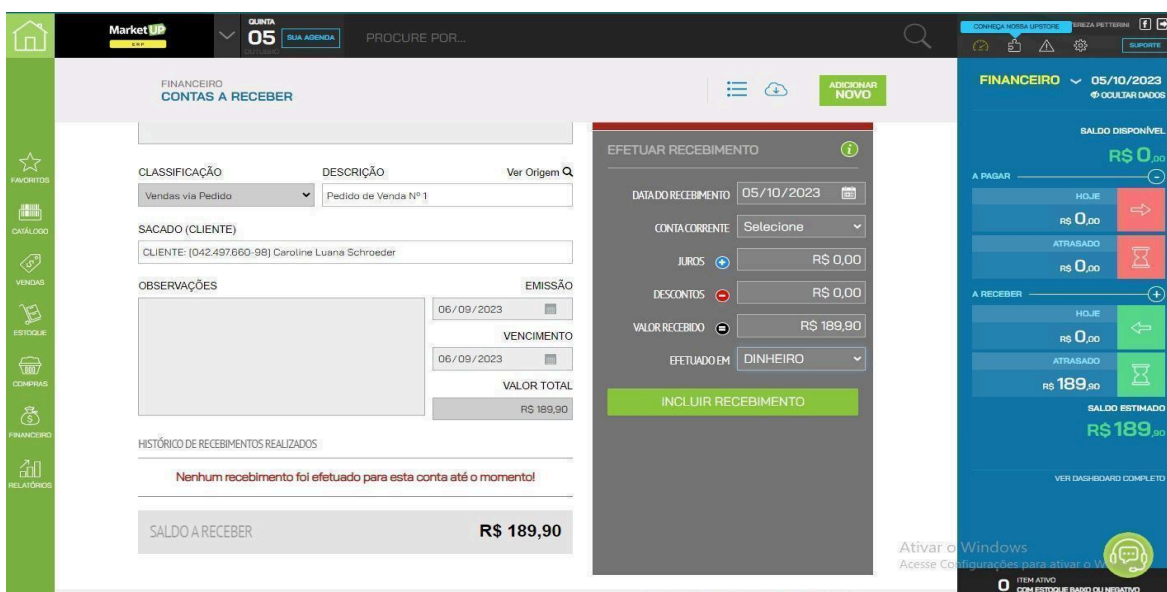 MarketUP
ERP
QUINTA
05
OUTUBRO
SUA AGENDA
PROCURE POR...
CONHEÇA NOSSA UPSTORE
TEREZA PETTERINI
SUPORTE
FINANCEIRO
CONTAS A RECEBER
ADICIONAR
NOVO
FAVORITOS
CATÁLOGO
VENDAS
ESTOQUE
COMPRAS
FINANCEIRO
RELATÓRIOS
CLASSIFICAÇÃO
DESCRIÇÃO
Ver Origem
Vendas via Pedido
Pedido de Venda Nº 1
SACADO (CLIENTE)
CLIENTE: (042.497.660-98) Caroline Luana Schroeder
OBSERVAÇÕES
EMISSÃO
06/09/2023
VENCIMENTO
06/09/2023
VALOR TOTAL
R$ 189,90
HISTÓRICO DE RECEBIMENTOS REALIZADOS
Nenhum recebimento foi efetuado para esta conta até o momento!
SALDO A RECEBER R$ 189,90
EFETUAR RECEBIMENTO
DATA DO RECEBIMENTO 05/10/2023
CONTA CORRENTE Selecione
JUROS R$ 0,00
DESCONTOS R$ 0,00
VALOR RECEBIDO R$ 189,90
EFETUADO EM DINHEIRO
INCLUIR RECEBIMENTO
FINANCEIRO 05/10/2023
OCULTAR DADOS
SALDO DISPONÍVEL
R$ 0,00
A PAGAR
HOJE
R$ 0,00
ATRASADO
R$ 0,00
A RECEBER
HOJE
R$ 0,00
ATRASADO
R$ 189,90
SALDO ESTIMADO
R$ 189,90
VER DASHBOARD COMPLETO
Ativar o Windows
Acesse Configurações para ativar o W
0 ITEM ATIVO
COM ESTOQUE BAIXO OU NEGATIVO